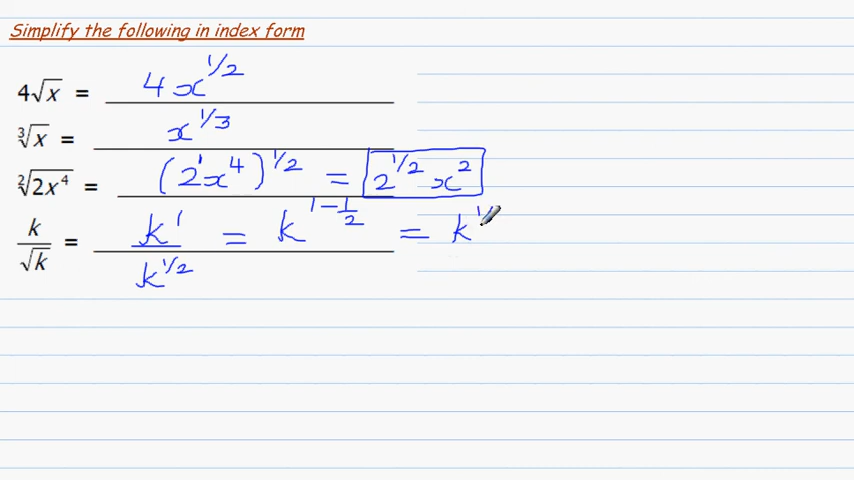 Simplify the following in index form
4√x = 4x^1/2
∛x = x^1/3
²√2x⁴ = (2¹x⁴)^1/2 = 2^1/2 x²
k/√k = k¹/k^1/2 = k^1-1/2 = k^1/